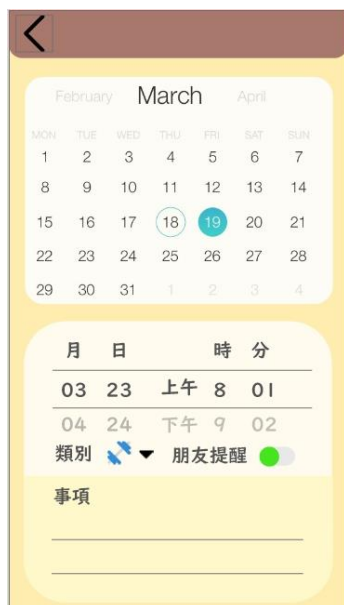 February March April
MON TUE WED THU FRI SAT SUN
1 2 3 4 5 6 7
8 9 10 11 12 13 14
15 16 17 18 19 20 21
22 23 24 25 26 27 28
29 30 31 1 2 3 4
月 日 時 分
03 23 上午 8 01
04 24 下午 9 02
類別 朋友提醒
事項